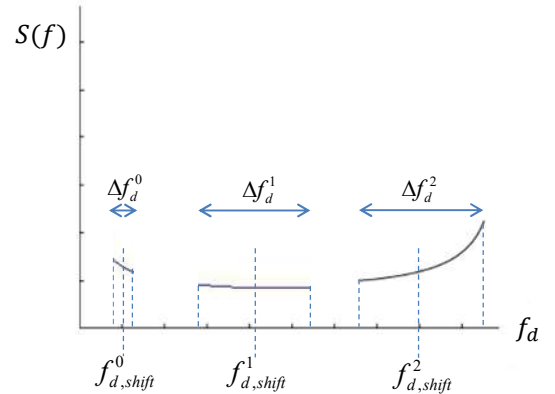 S(f)
Δf_d^0 Δf_d^1 Δf_d^2
f_d
f_{d,shift}^0 f_{d,shift}^1 f_{d,shift}^2